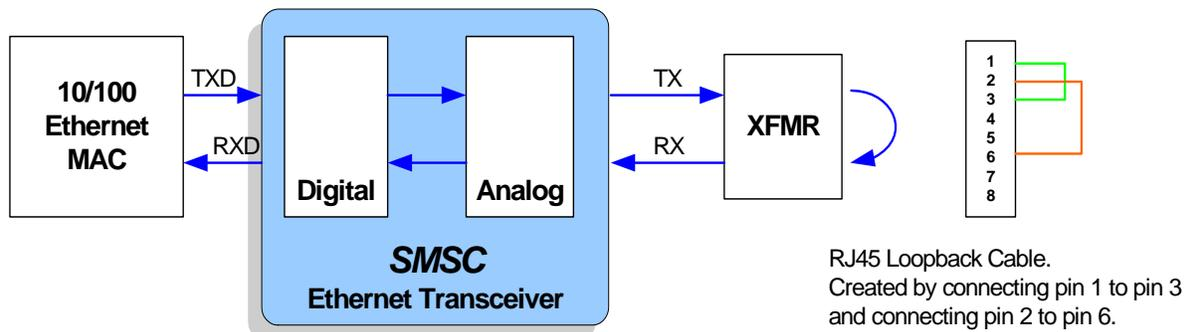 10/100
Ethernet
MAC
TXD
RXD
Digital
Analog
SMSC
Ethernet Transceiver
TX
RX
XFMR
1
2
3
4
5
6
7
8
RJ45 Loopback Cable.
Created by connecting pin 1 to pin 3
and connecting pin 2 to pin 6.